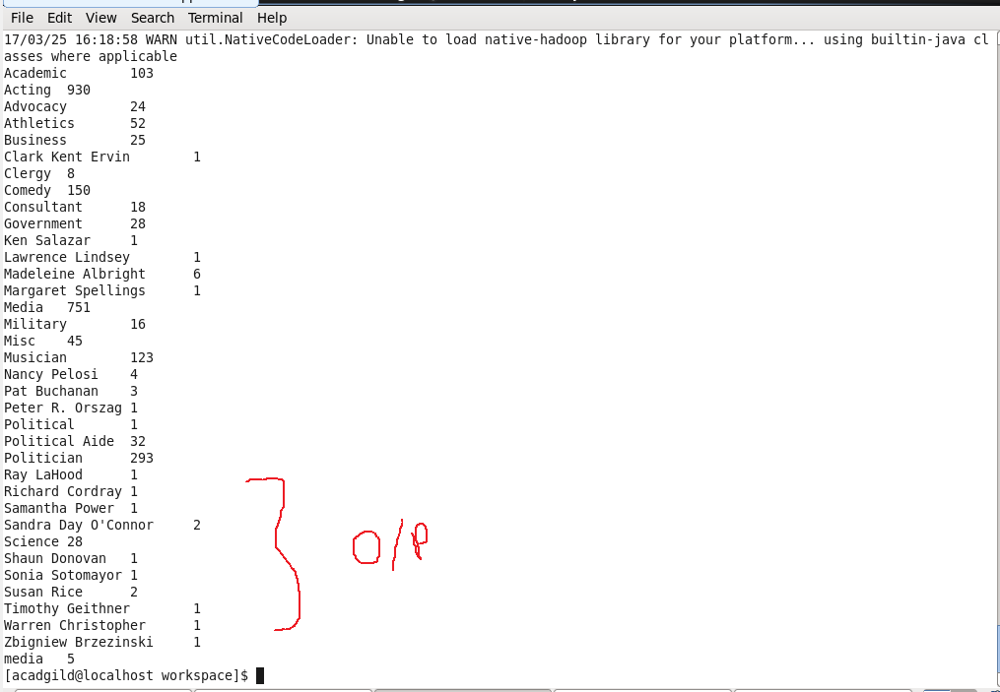 File Edit View Search Terminal Help
17/03/25 16:18:58 WARN util.NativeCodeLoader: Unable to load native-hadoop library for your platform... using builtin-java cl
asses where applicable
Academic 103
Acting 930
Advocacy 24
Athletics 52
Business 25
Clark Kent Ervin 1
Clergy 8
Comedy 150
Consultant 18
Government 28
Ken Salazar 1
Lawrence Lindsey 1
Madeleine Albright 6
Margaret Spellings 1
Media 751
Military 16
Misc 45
Musician 123
Nancy Pelosi 4
Pat Buchanan 3
Peter R. Orszag 1
Political 1
Political Aide 32
Politician 293
Ray LaHood 1
Richard Cordray 1
Samantha Power 1
Sandra Day O'Connor 2
Science 28
O/P
Shaun Donovan 1
Sonia Sotomayor 1
Susan Rice 2
Timothy Geithner 1
Warren Christopher 1
Zbigniew Brzezinski 1
media 5
[acadgild@localhost workspace]$